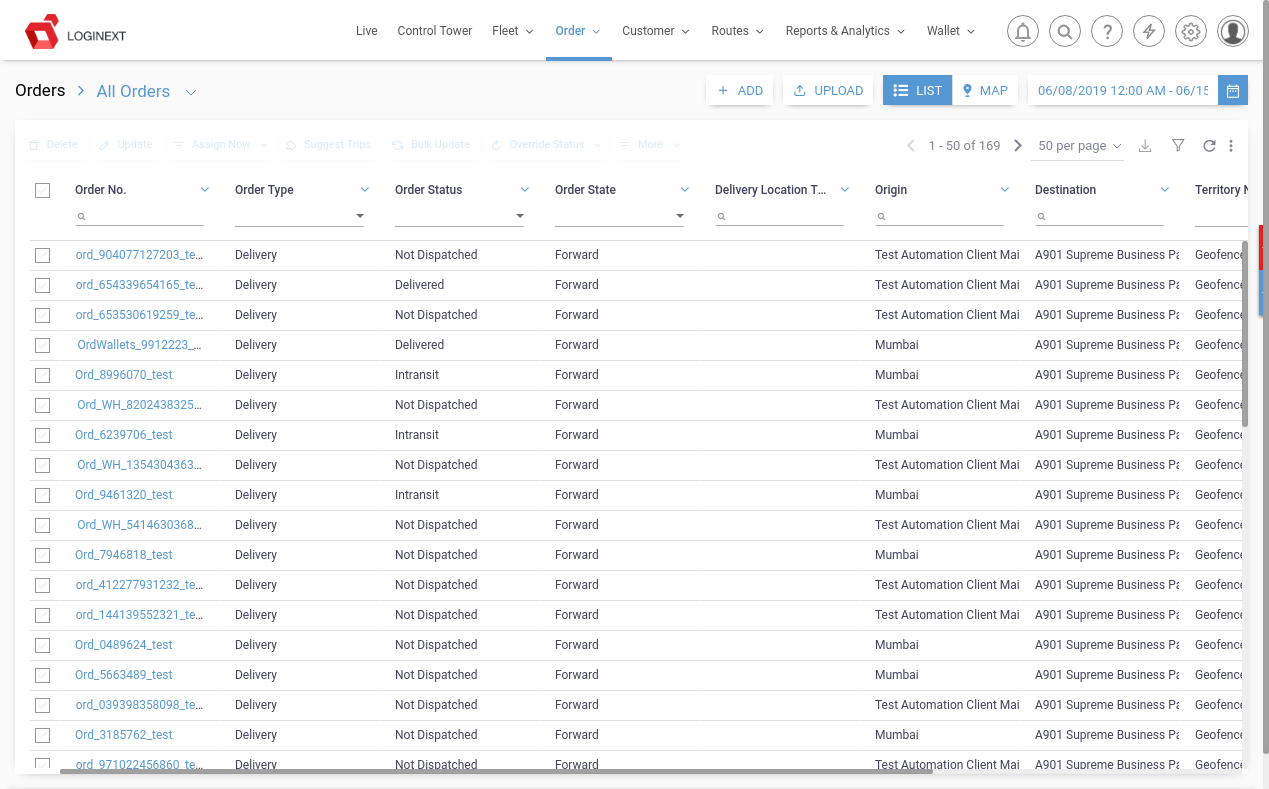 LOGINEXT Live Control Tower Fleet Order Customer Routes Reports & Analytics Wallet
Orders > All Orders + ADD UPLOAD LIST MAP 06/08/2019 12:00 AM - 06/15
Delete Update Assign Now Suggest Trips Bulk Update Override Status More 1 - 50 of 169 50 per page
Order No. Order Type Order Status Order State Delivery Location T... Origin Destination Territory N
ord_904077127203_te... Delivery Not Dispatched Forward Test Automation Client Mai A901 Supreme Business Pa Geofence
ord_654339654165_te... Delivery Delivered Forward Test Automation Client Mai A901 Supreme Business Pa Geofence
ord_653530619259_te... Delivery Not Dispatched Forward Test Automation Client Mai A901 Supreme Business Pa Geofence
OrdWallets_9912223_... Delivery Delivered Forward Mumbai A901 Supreme Business Pa Geofence
Ord_8996070_test Delivery Intransit Forward Mumbai A901 Supreme Business Pa Geofence
Ord_WH_8202438325... Delivery Not Dispatched Forward Test Automation Client Mai A901 Supreme Business Pa Geofence
Ord_6239706_test Delivery Intransit Forward Mumbai A901 Supreme Business Pa Geofence
Ord_WH_1354304363... Delivery Not Dispatched Forward Test Automation Client Mai A901 Supreme Business Pa Geofence
Ord_9461320_test Delivery Intransit Forward Mumbai A901 Supreme Business Pa Geofence
Ord_WH_5414630368... Delivery Not Dispatched Forward Test Automation Client Mai A901 Supreme Business Pa Geofence
Ord_7946818_test Delivery Not Dispatched Forward Mumbai A901 Supreme Business Pa Geofence
ord_412277931232_te... Delivery Not Dispatched Forward Test Automation Client Mai A901 Supreme Business Pa Geofence
ord_144139552321_te... Delivery Not Dispatched Forward Test Automation Client Mai A901 Supreme Business Pa Geofence
Ord_0489624_test Delivery Not Dispatched Forward Mumbai A901 Supreme Business Pa Geofence
Ord_5663489_test Delivery Not Dispatched Forward Mumbai A901 Supreme Business Pa Geofence
ord_039398358098_te... Delivery Not Dispatched Forward Test Automation Client Mai A901 Supreme Business Pa Geofence
Ord_3185762_test Delivery Not Dispatched Forward Mumbai A901 Supreme Business Pa Geofence
ord_971022456860_te... Delivery Not Dispatched Forward Test Automation Client Mai A901 Supreme Business Pa Geofence